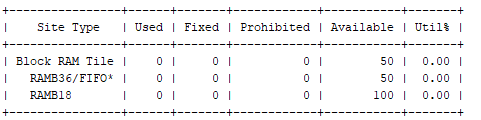 +----------------+------+-------+------------+-----------+-------+
|    Site Type   | Used | Fixed | Prohibited | Available | Util% |
+----------------+------+-------+------------+-----------+-------+
| Block RAM Tile |    0 |     0 |          0 |        50 |  0.00 |
|   RAMB36/FIFO* |    0 |     0 |          0 |        50 |  0.00 |
|   RAMB18       |    0 |     0 |          0 |       100 |  0.00 |
+----------------+------+-------+------------+-----------+-------+